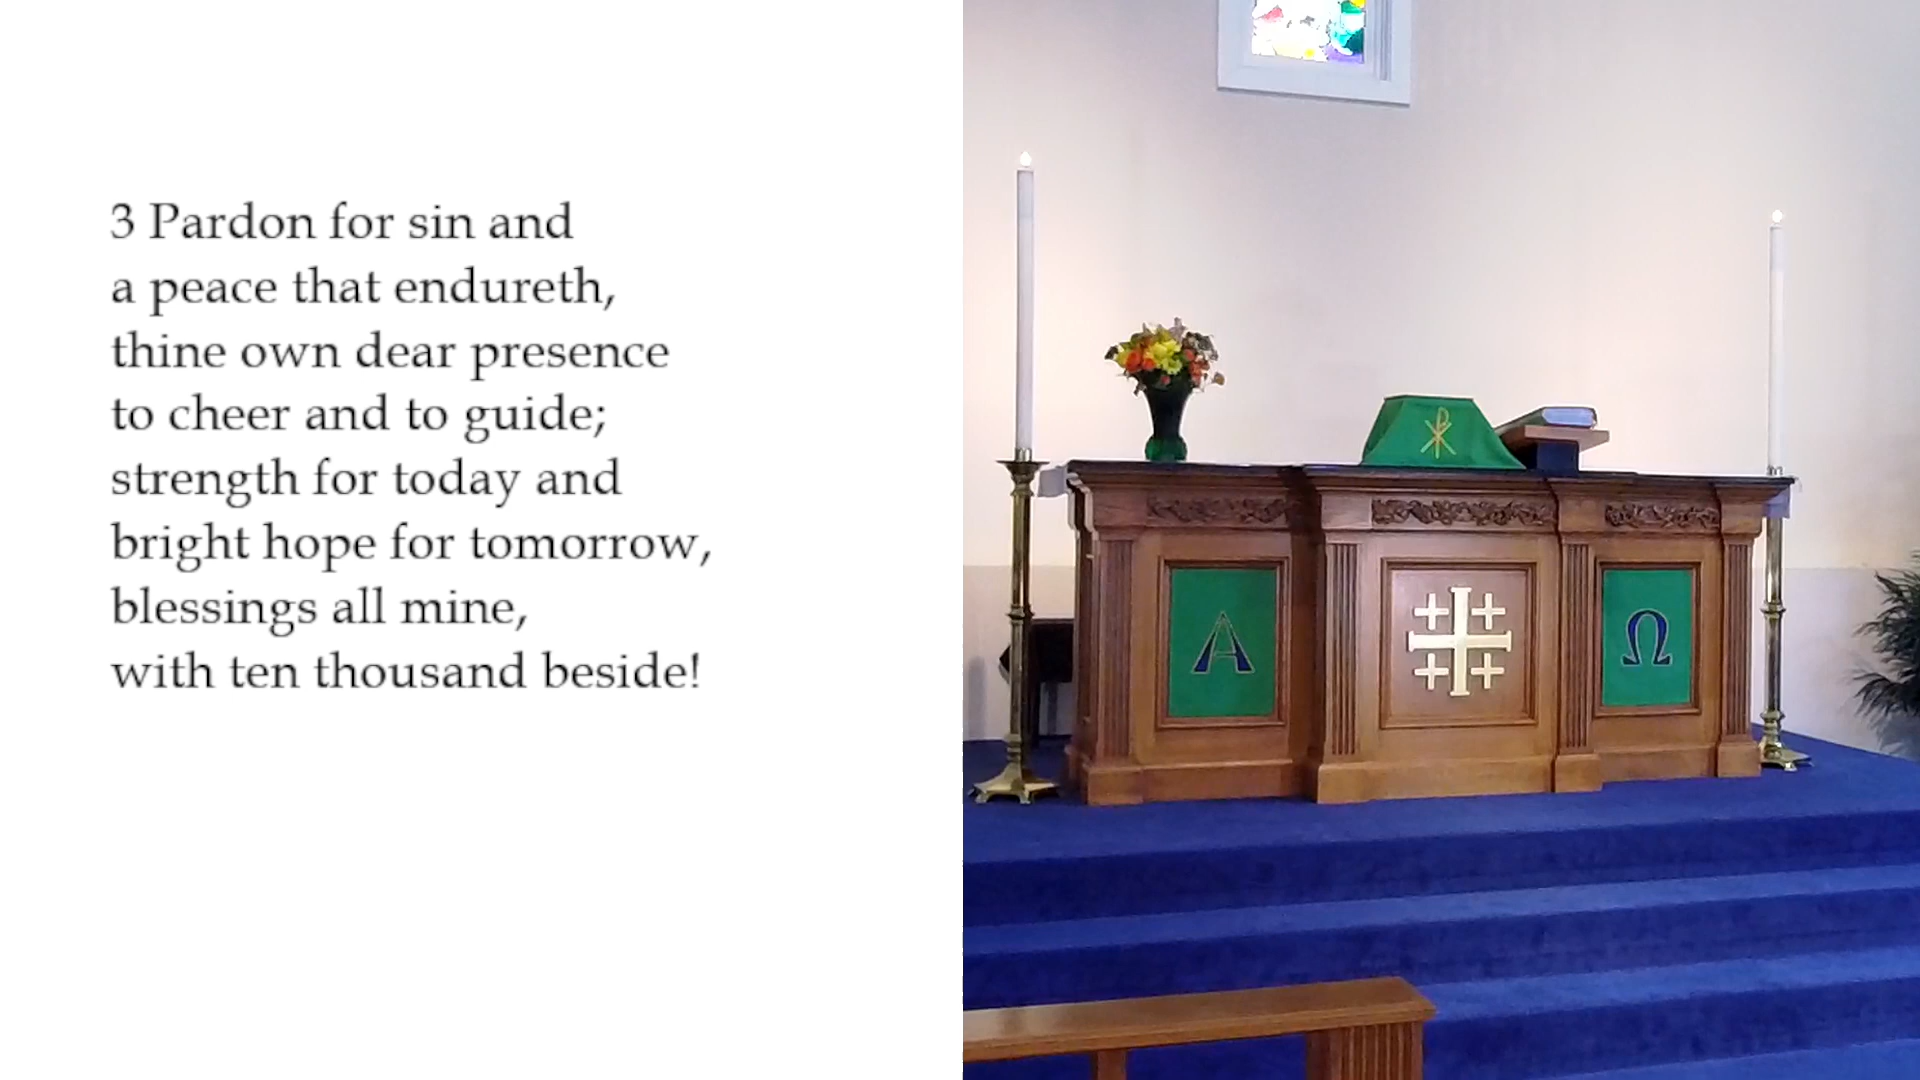 3 Pardon for sin and
a peace that endureth,
thine own dear presence
to cheer and to guide;
strength for today and
bright hope for tomorrow,
blessings all mine,
with ten thousand beside!
Α
Ω